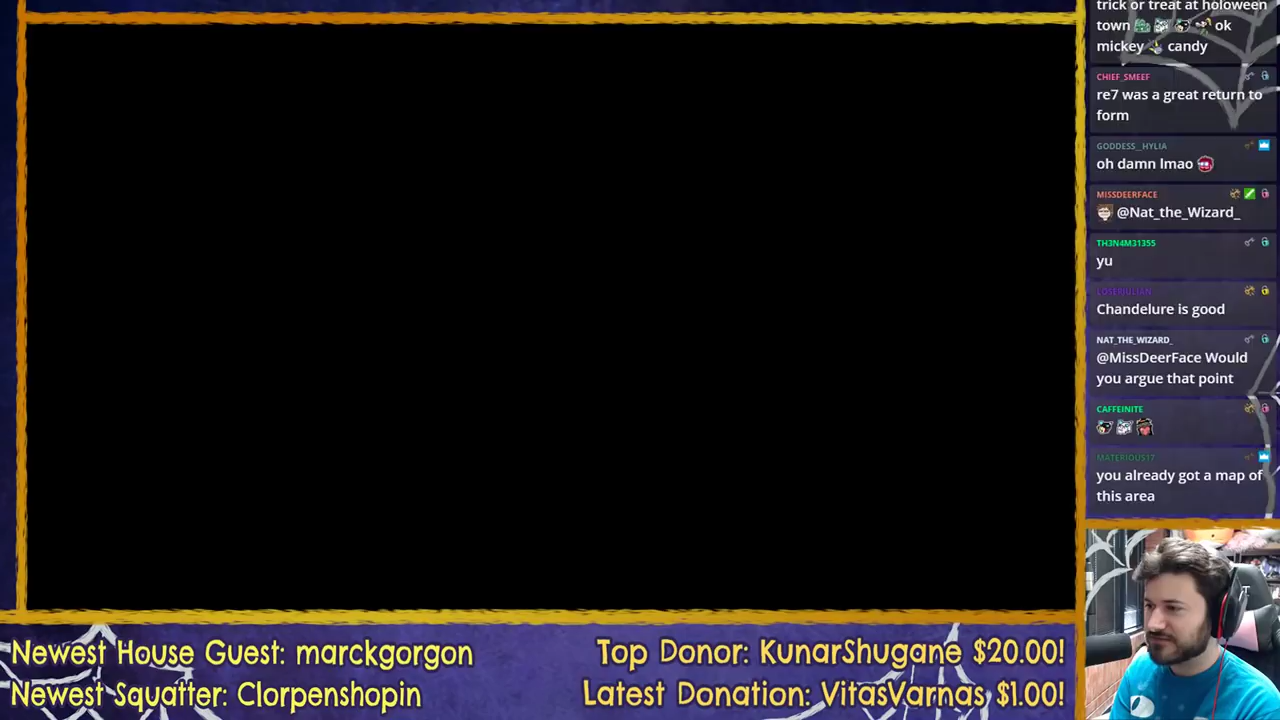 trick or treat at holoween
town ok
mickey candy
CHIEF_SMEEF
re7 was a great return to
form
GODDESS__HYLIA
oh damn lmao
MISSDEERFACE
@Nat_the_Wizard_
TH3N4M31355
yu
Chandelure is good
NAT_THE_WIZARD_
@MissDeerFace Would
you argue that point
CAFFEINITE
MATERIOUS17
you already got a map of
this area
Newest House Guest: marckgorgon
Newest Squatter: Clorpenshopin
Top Donor: KunarShugane $20.00!
Latest Donation: VitasVarnas $1.00!